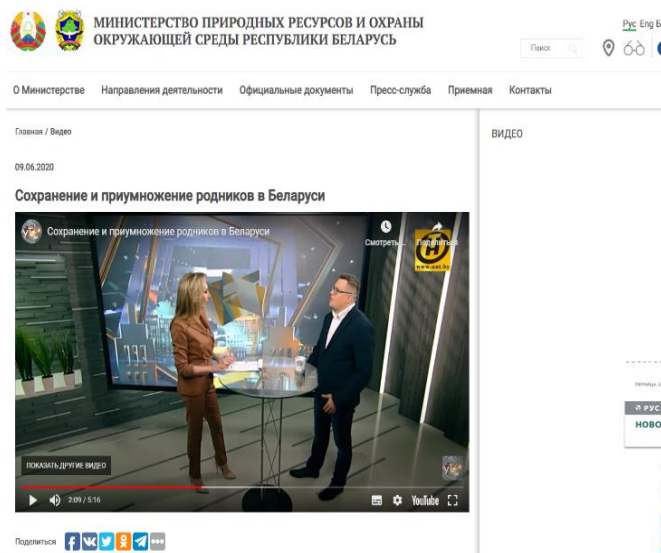 МИНИСТЕРСТВО ПРИРОДНЫХ РЕСУРСОВ И ОХРАНЫ
ОКРУЖАЮЩЕЙ СРЕДЫ РЕСПУБЛИКИ БЕЛАРУСЬ
Рус Eng Б
Поиск
О Министерстве Направления деятельности Официальные документы Пресс-служба Приемная Контакты
Главная / Видео
ВИДЕО
09.06.2020
Сохранение и приумножение родников в Беларуси
Сохранение и приумножение родников в Беларуси
Смотреть... Поделиться
www.ont.by
ПОКАЗАТЬ ДРУГИЕ ВИДЕО
2:09 / 5:16
YouTube
РУС
НОВО
Поделиться